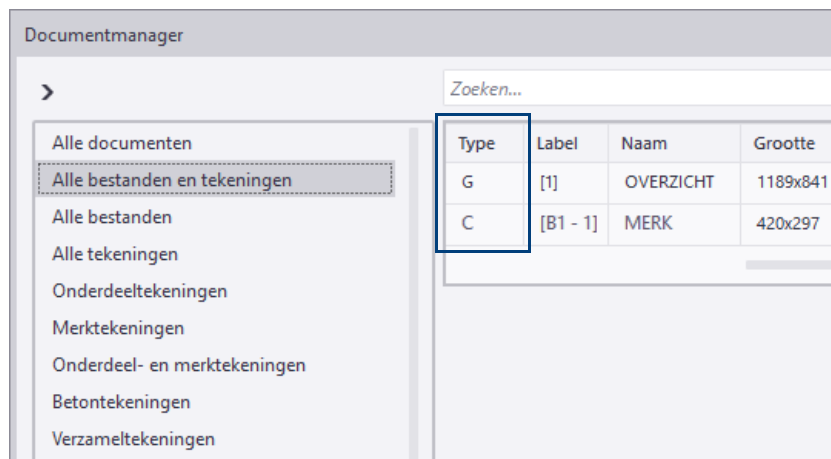 Documentmanager
Zoeken...
Alle documenten
Alle bestanden en tekeningen
Alle bestanden
Alle tekeningen
Onderdeeltekeningen
Merktekeningen
Onderdeel- en merktekeningen
Betontekeningen
Verzameltekeningen
Type Label Naam Grootte
G [1] OVERZICHT 1189x841
C [B1 - 1] MERK 420x297